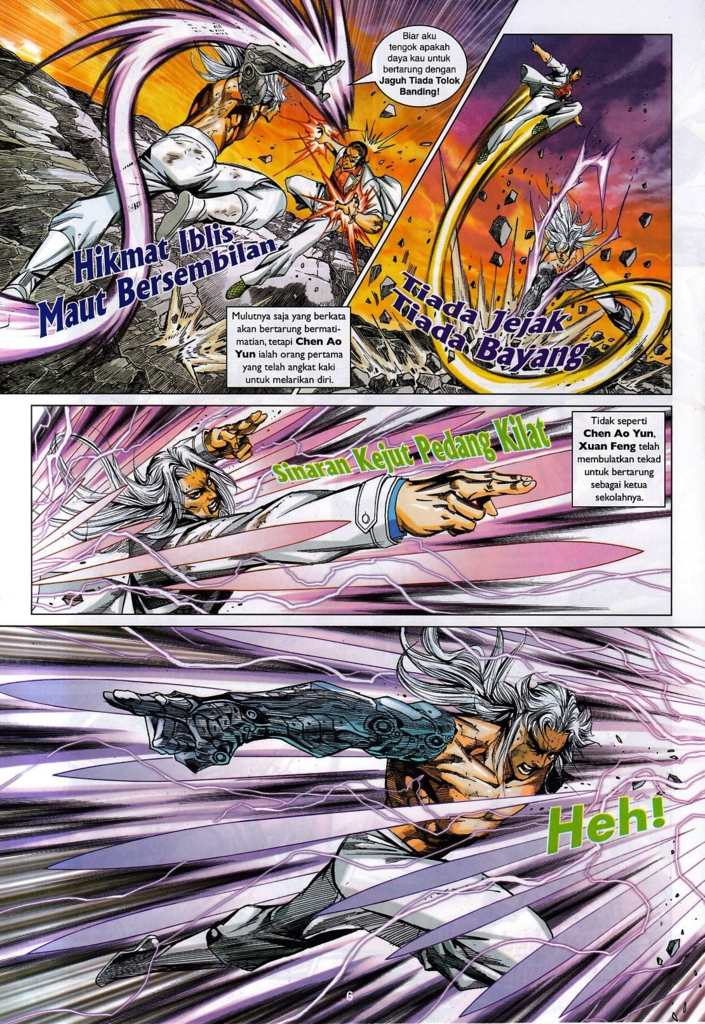 Biar aku
tengok apakah
daya kau untuk
bertarung dengan
Jaguh Tiada Tolok
Banding!
Hikmat Iblis
Maut Bersembilan
Mulutnya saja yang berkata
akan bertarung bermati-
matian, tetapi Chen Ao
Yun ialah orang pertama
yang telah angkat kaki
untuk melarikan diri.
Tiada Jejak
Tiada Bayang
Sinaran Kejut Pedang Kilat
Tidak seperti
Chen Ao Yun,
Xuan Feng telah
membulatkan tekad
untuk bertarung
sebagai ketua
sekolahnya.
Heh!
6